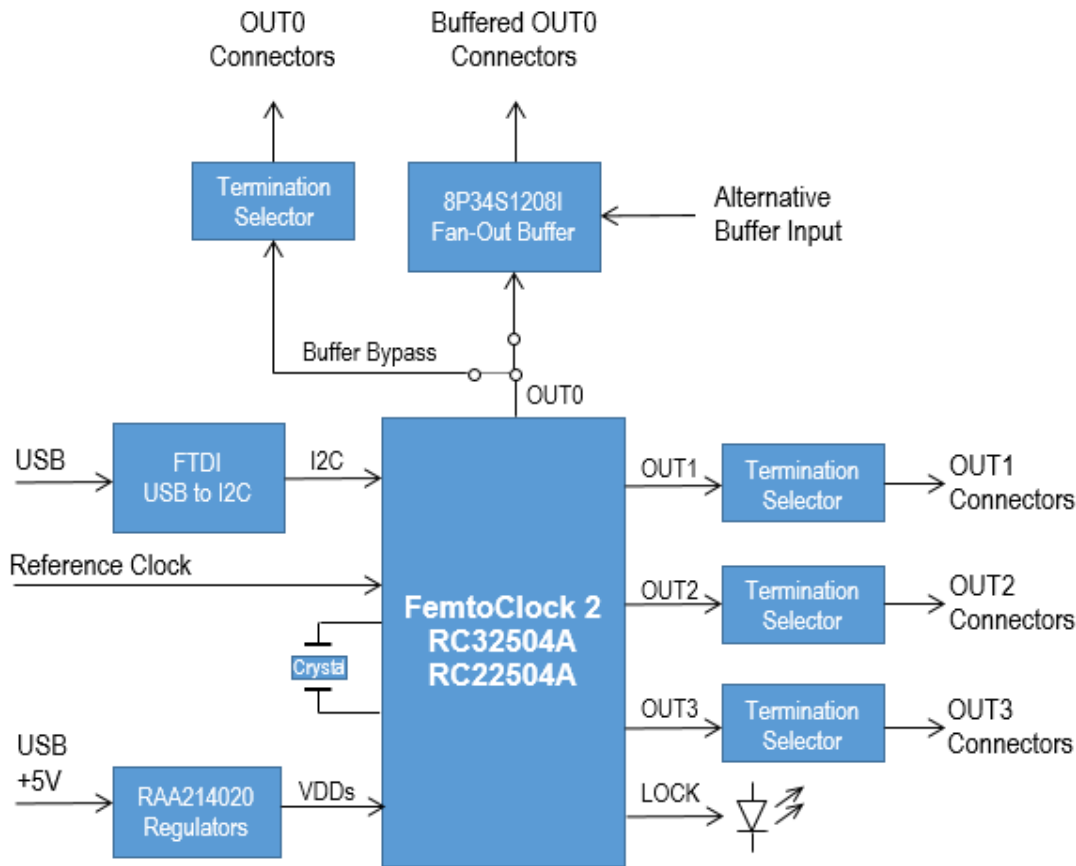 OUT0
Connectors
Buffered OUT0
Connectors
Termination
Selector
8P34S1208I
Fan-Out Buffer
Alternative
Buffer Input
Buffer Bypass
OUT0
USB
FTDI
USB to I2C
I2C
OUT1
Termination
Selector
OUT1
Connectors
Reference Clock
FemtoClock 2
RC32504A
RC22504A
Crystal
OUT2
Termination
Selector
OUT2
Connectors
OUT3
Termination
Selector
OUT3
Connectors
USB
+5V
RAA214020
Regulators
VDDs
LOCK